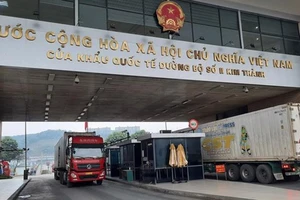 ƯỚC CỘNG HÒA XÃ HỘI CHỦ NGHĨA VIỆT NAM
CỬA KHẨU QUỐC TẾ ĐƯỜNG BỘ SỐ II KIM THÀNH